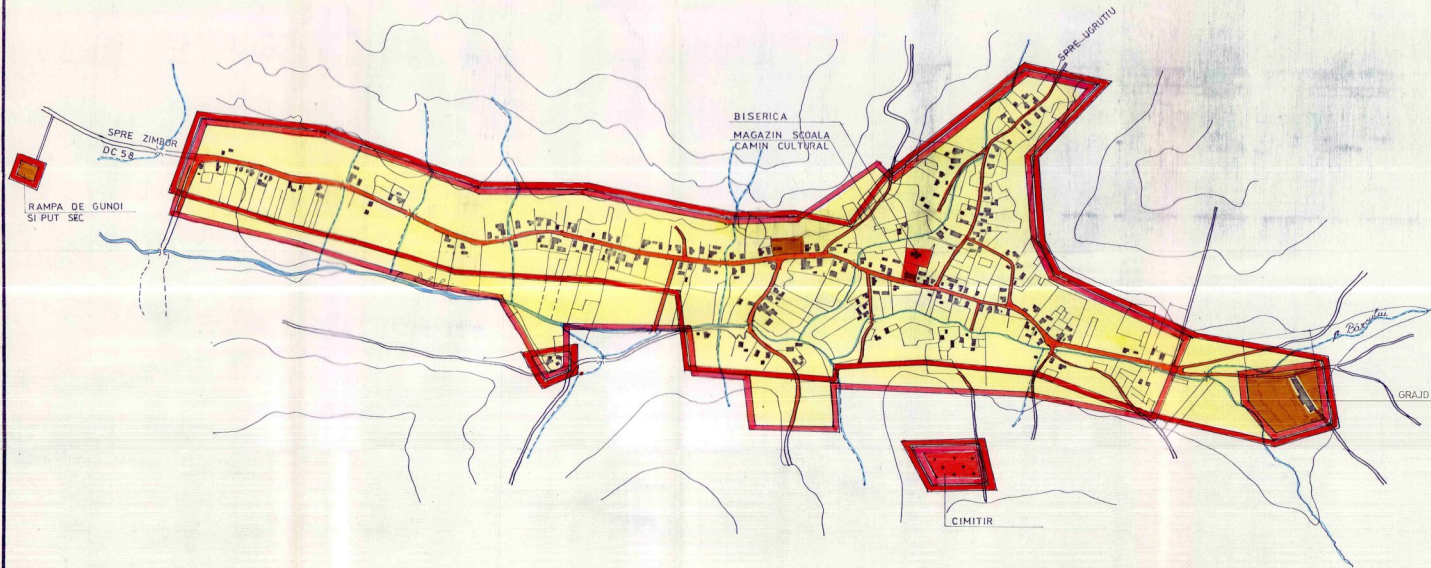 SPRE UGRUTIU
BISERICA
MAGAZIN SCOALA
CAMIN CULTURAL
SPRE ZIMBOR
DC 58
RAMPA DE GUNOI
SI PUT SEC
GRAJD
CIMITIR